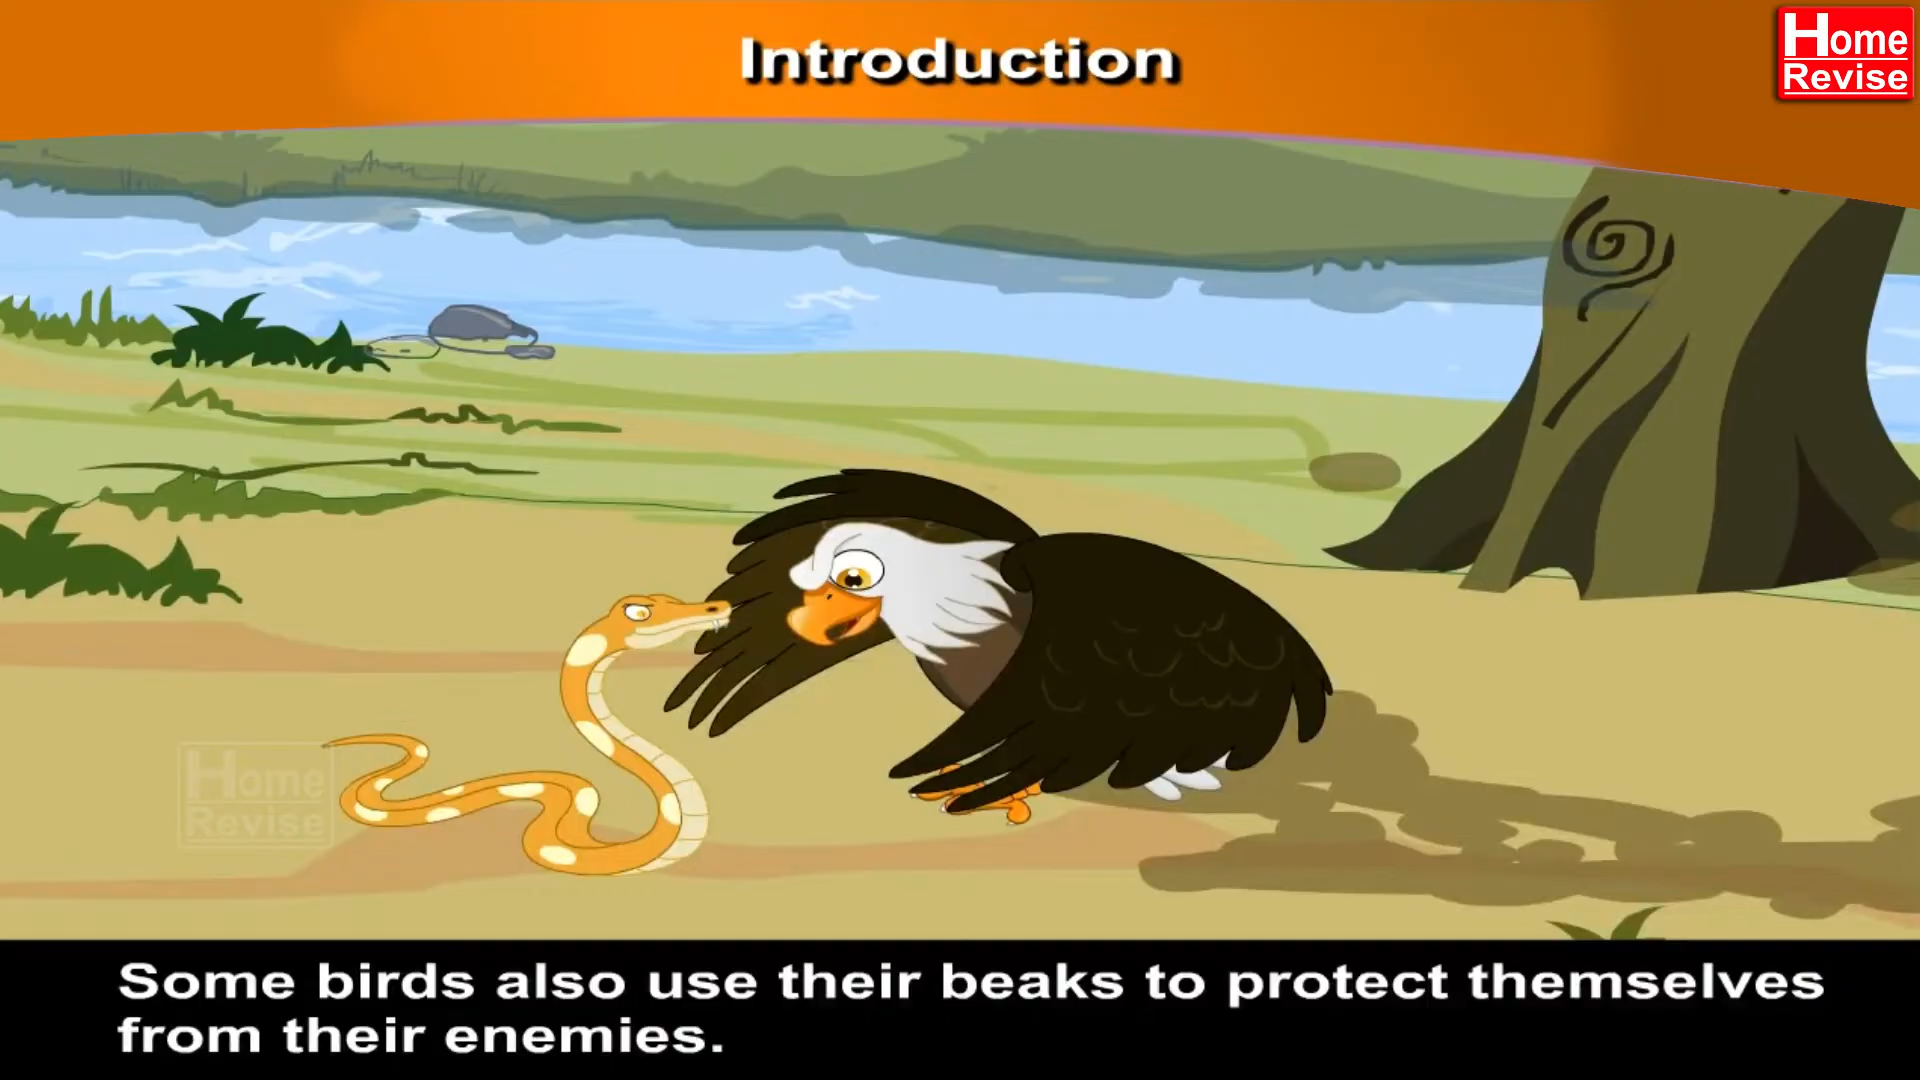 Introduction
Home
Revise
Home
Revise
Some birds also use their beaks to protect themselves
from their enemies.